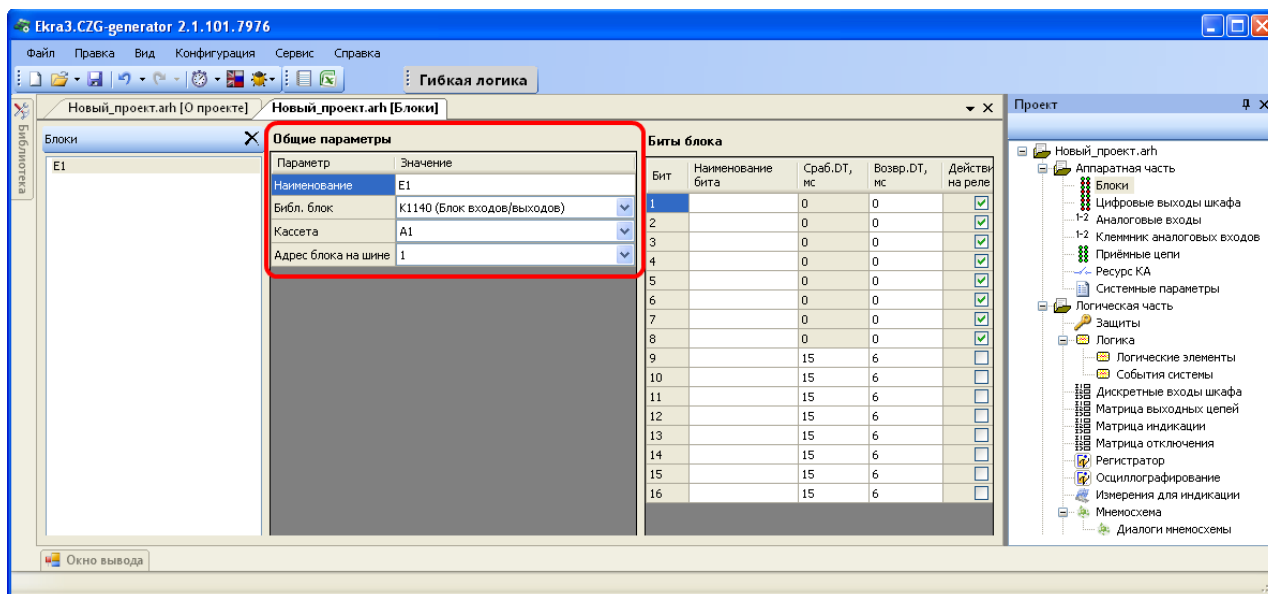 Ekra3.CZG-generator 2.1.101.7976
Файл Правка Вид Конфигурация Сервис Справка
Гибкая логика
Библиотека
Новый_проект.arh [О проекте] Новый_проект.arh [Блоки]
Блоки
E1
Общие параметры
Параметр Значение
Наименование E1
Библ. блок К1140 (Блок входов/выходов)
Кассета А1
Адрес блока на шине 1
Биты блока
Бит Наименование бита Сраб.DT, мс Возвр.DT, мс Действи на реле
1 0 0
2 0 0
3 0 0
4 0 0
5 0 0
6 0 0
7 0 0
8 0 0
9 15 6
10 15 6
11 15 6
12 15 6
13 15 6
14 15 6
15 15 6
16 15 6
Проект
Новый_проект.arh
Аппаратная часть
Блоки
Цифровые выходы шкафа
1-2 Аналоговые входы
1-2 Клеммник аналоговых входов
Приёмные цепи
Ресурс КА
Системные параметры
Логическая часть
Защиты
Логика
Логические элементы
События системы
Дискретные входы шкафа
Матрица выходных цепей
Матрица индикации
Матрица отключения
Регистратор
Осциллографирование
Измерения для индикации
Мнемосхема
Диалоги мнемосхемы
Окно вывода